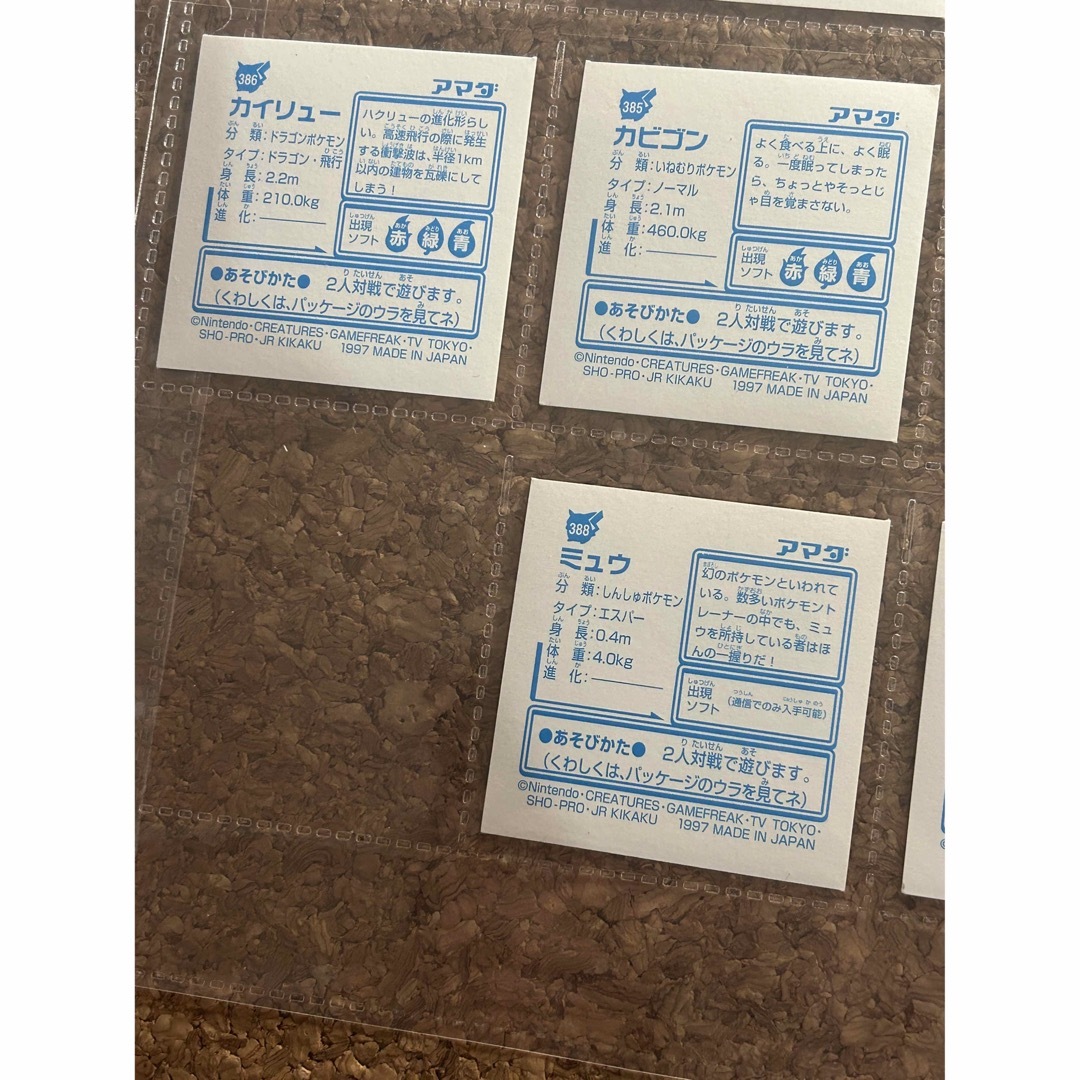 386
カイリュー
アマダ
分類:ドラゴンポケモン
タイプ:ドラゴン・飛行
身長:2.2m
体重:210.0kg
進化:
ハクリューの進化形らし
い。高速飛行の際に発生
する衝撃波は、半径1km
以内の建物を瓦礫にして
しまう!
出現
ソフト
赤 緑 青
●あそびかた● 2人対戦で遊びます。
(くわしくは、パッケージのウラを見てネ)
©Nintendo・CREATURES・GAMEFREAK・TV TOKYO・
SHO-PRO・JR KIKAKU 1997 MADE IN JAPAN
385
カビゴン
アマダ
分類:いねむりポケモン
タイプ:ノーマル
身長:2.1m
体重:460.0kg
進化:
よく食べる上に、よく眠
る。一度眠ってしまった
ら、ちょっとやそっとじ
ゃ目を覚まさない。
出現
ソフト
赤 緑 青
●あそびかた● 2人対戦で遊びます。
(くわしくは、パッケージのウラを見てネ)
©Nintendo・CREATURES・GAMEFREAK・TV TOKYO・
SHO-PRO・JR KIKAKU 1997 MADE IN JAPAN
388
ミュウ
アマダ
分類:しんしゅポケモン
タイプ:エスパー
身長:0.4m
体重:4.0kg
進化:
幻のポケモンといわれて
いる。数多いポケモント
レーナーの中でも、ミュ
ウを所持している者はほ
んの一握りだ!
出現
ソフト
(通信でのみ入手可能)
●あそびかた● 2人対戦で遊びます。
(くわしくは、パッケージのウラを見てネ)
©Nintendo・CREATURES・GAMEFREAK・TV TOKYO・
SHO-PRO・JR KIKAKU 1997 MADE IN JAPAN